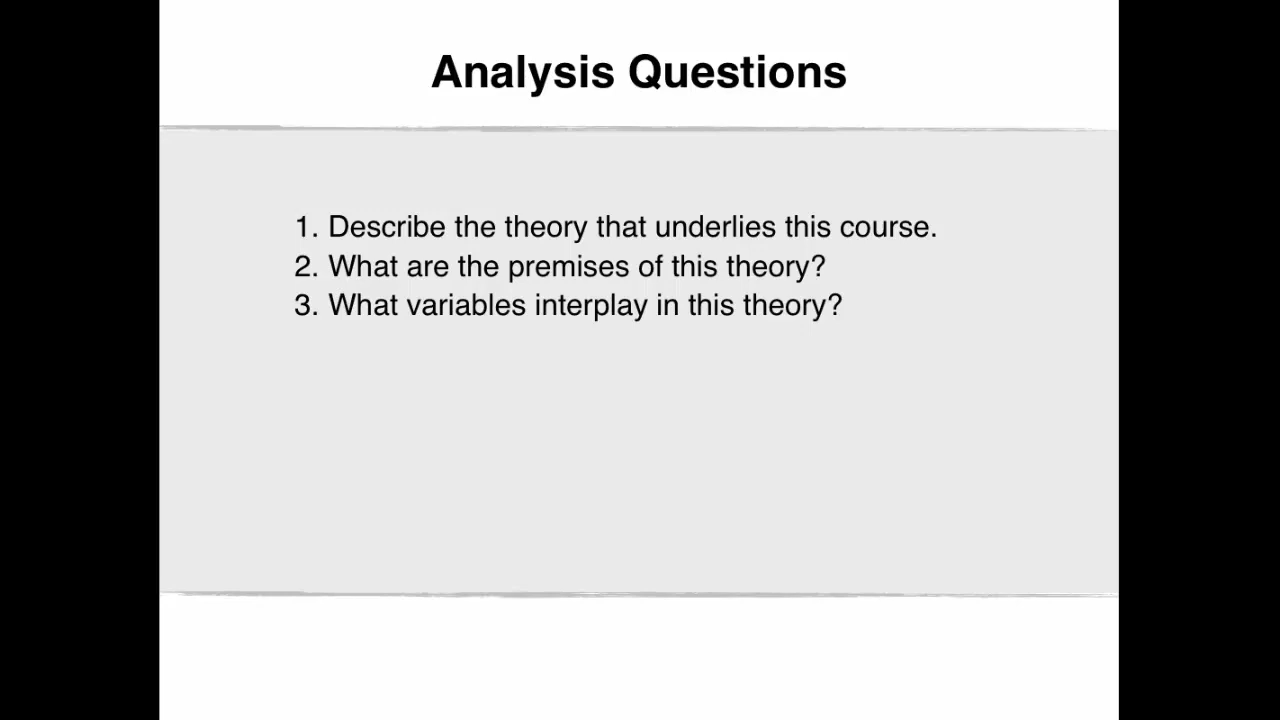 Analysis Questions
1. Describe the theory that underlies this course.
2. What are the premises of this theory?
3. What variables interplay in this theory?